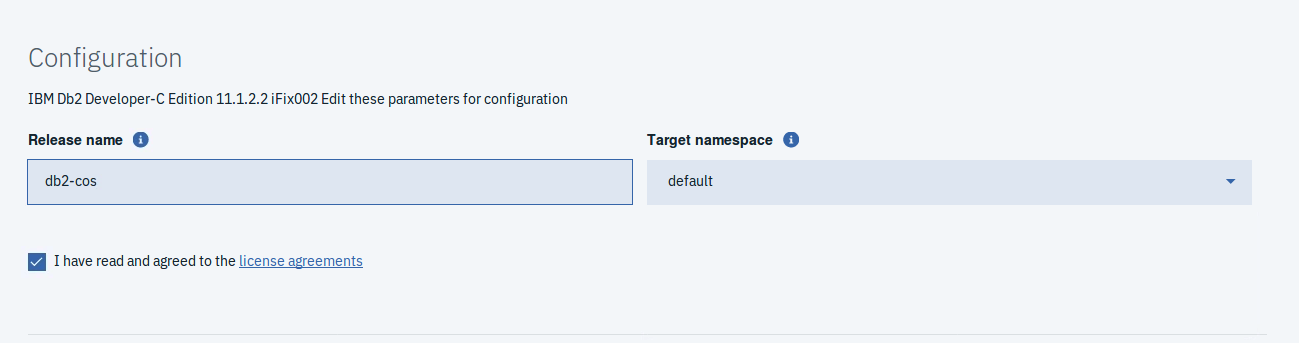 Configuration
IBM Db2 Developer-C Edition 11.1.2.2 iFix002 Edit these parameters for configuration
Release name
Target namespace
db2-cos
default
I have read and agreed to the license agreements